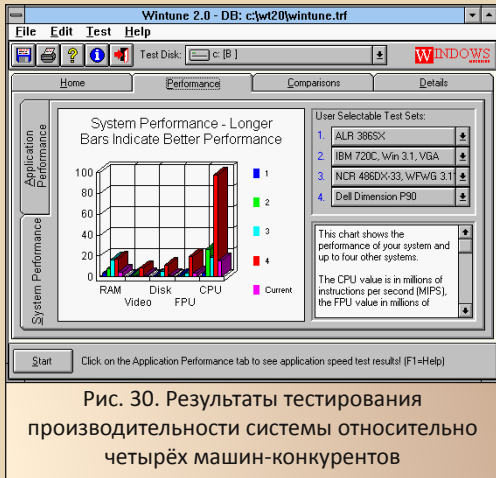 Wintune 2.0 - DB: c:\wt20\wintune.trf
File Edit Test Help
Test Disk: c: [B ]
WINDOWS
Home Performance Comparisons Details
Application Performance
System Performance
System Performance - Longer
Bars Indicate Better Performance
100
80
60
40
20
0
RAM Disk CPU
Video FPU
1
2
3
4
Current
User Selectable Test Sets:
1. ALR 386SX
2. IBM 720C, Win 3.1, VGA
3. NCR 486DX-33, WFWG 3.1
4. Dell Dimension P90
This chart shows the
performance of your system and
up to four other systems.
The CPU value is in millions of
instructions per second (MIPS),
the FPU value in millions of
Start Click on the Application Performance tab to see application speed test results! (F1=Help)
Рис. 30. Результаты тестирования
производительности системы относительно
четырёх машин-конкурентов